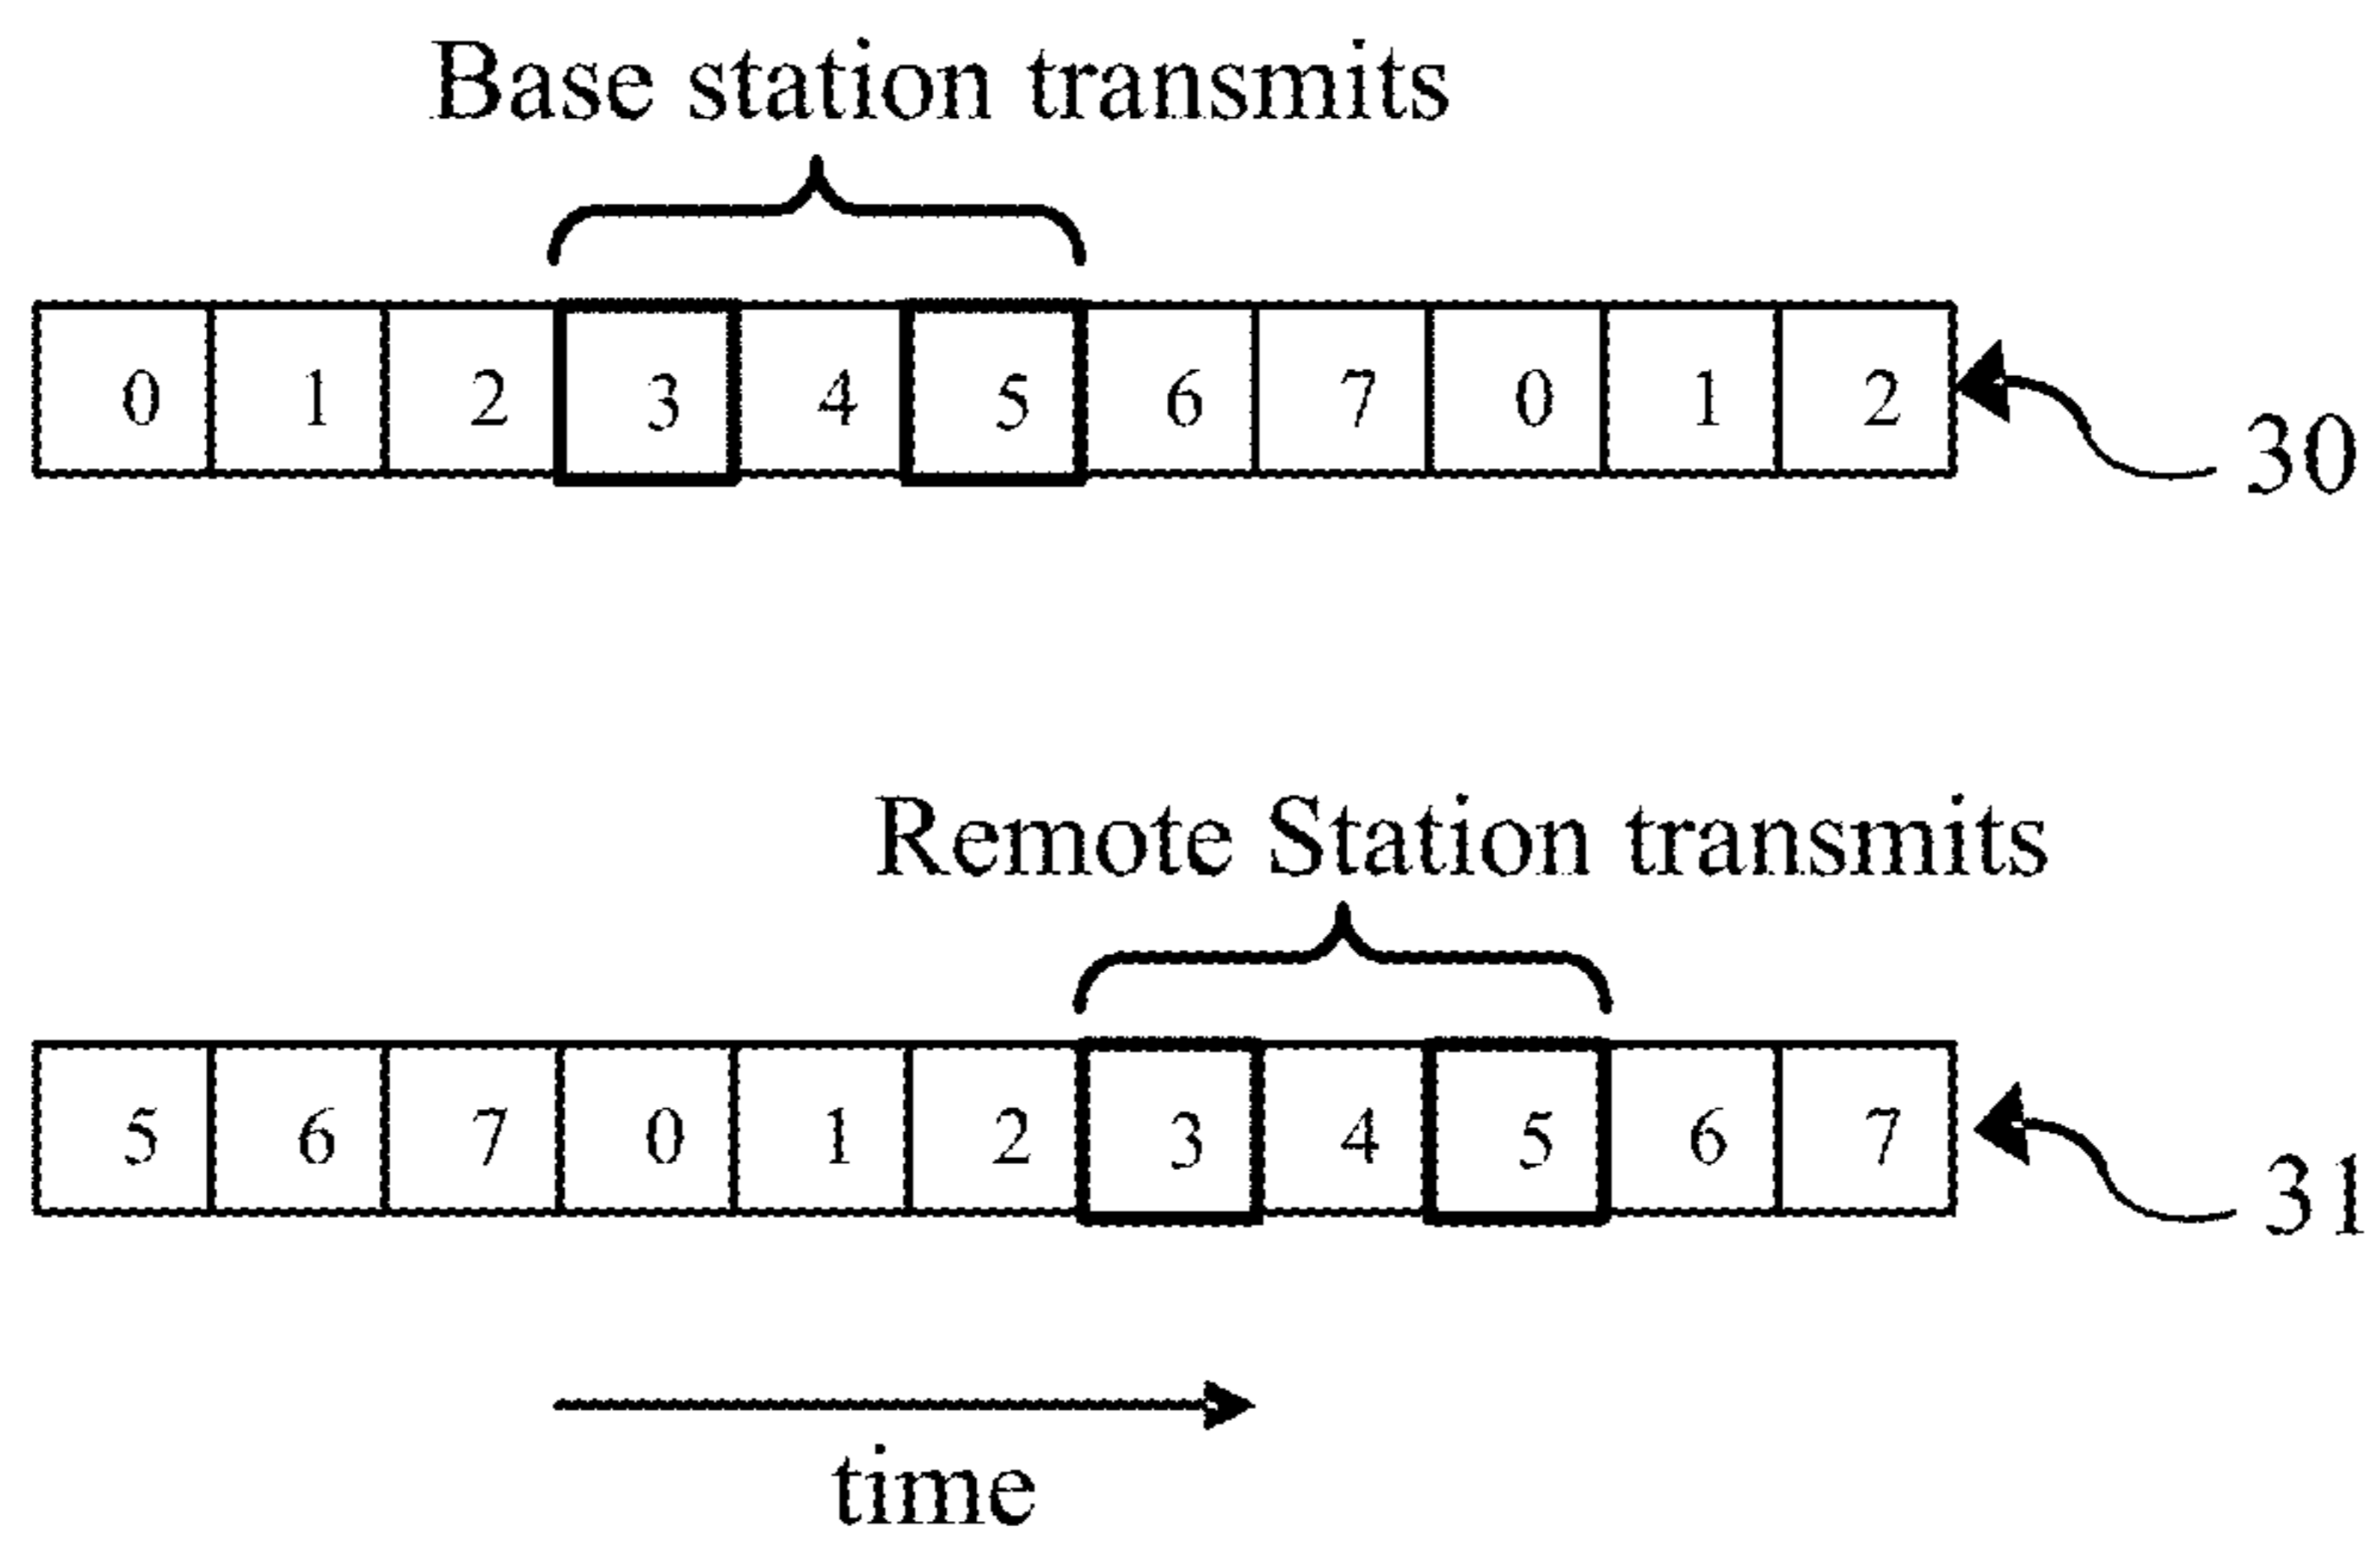 Base station transmits
0 1 2 3 4 5 6 7 0 1 2
30
Remote Station transmits
5 6 7 0 1 2 3 4 5 6 7
31
time